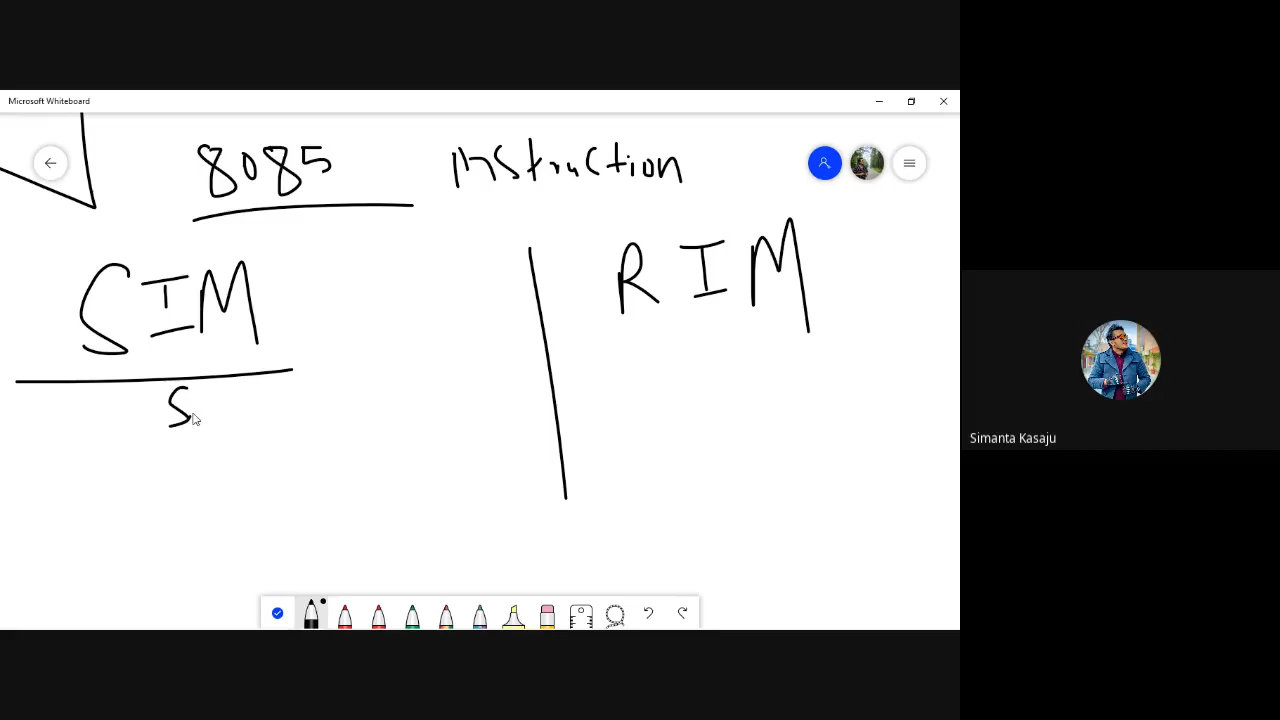 Microsoft Whiteboard
8085 instruction
SIM
RIM
S
Simanta Kasaju